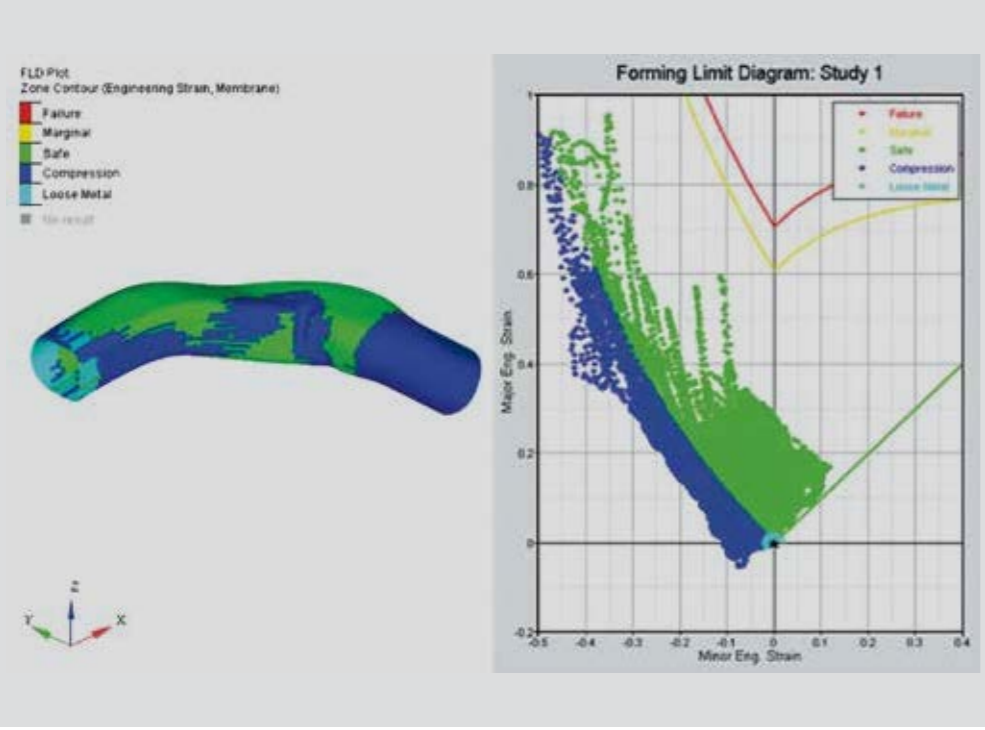 FLD Plot
Zone Contour (Engineering Strain, Membrane)
Failure
Marginal
Safe
Compression
Loose Metal
No result
Z
Y
X
Forming Limit Diagram: Study 1
Failure
Marginal
Safe
Compression
Loose Metal
1
0.8
0.6
0.4
0.2
0
-0.2
Major Eng. Strain
-0.5 -0.4 -0.3 -0.2 -0.1 0 0.1 0.2 0.3 0.4
Minor Eng. Strain